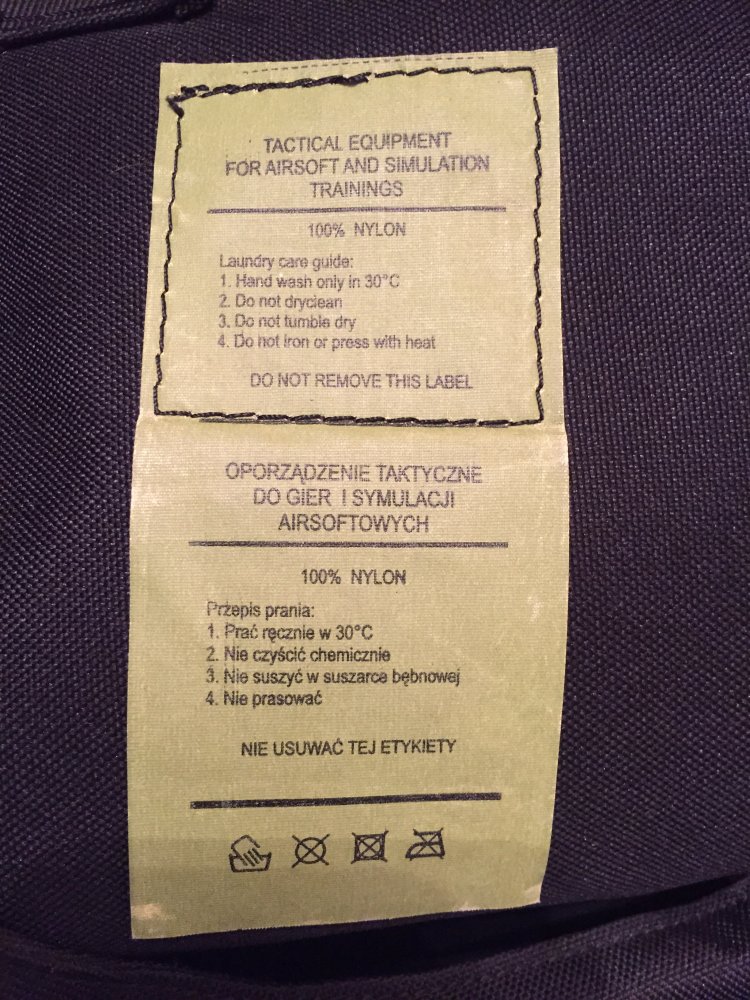 TACTICAL EQUIPMENT
FOR AIRSOFT AND SIMULATION
TRAININGS
100% NYLON
Laundry care guide:
1. Hand wash only in 30°C
2. Do not dryclean
3. Do not tumble dry
4. Do not iron or press with heat
DO NOT REMOVE THIS LABEL
OPORZĄDZENIE TAKTYCZNE
DO GIER I SYMULACJI
AIRSOFTOWYCH
100% NYLON
Przepis prania:
1. Prać ręcznie w 30°C
2. Nie czyścić chemicznie
3. Nie suszyć w suszarce bębnowej
4. Nie prasować
NIE USUWAĆ TEJ ETYKIETY